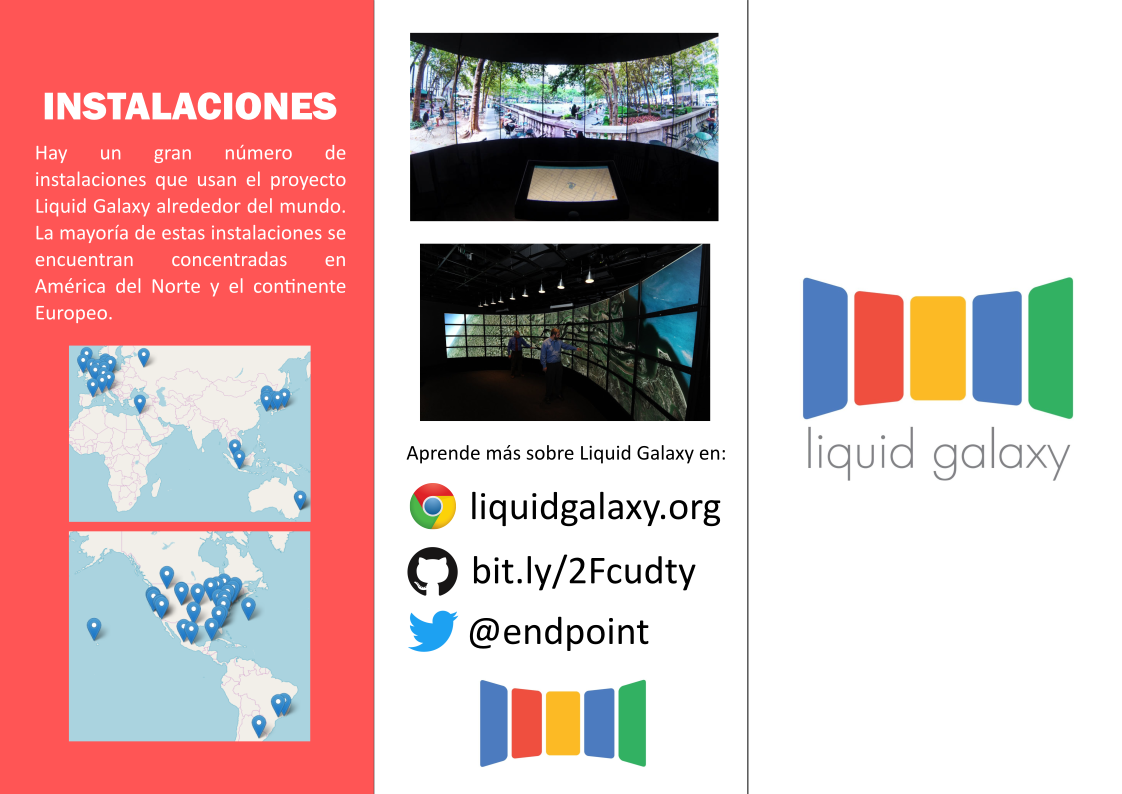 INSTALACIONES
Hay un gran número de
instalaciones que usan el proyecto
Liquid Galaxy alrededor del mundo.
La mayoría de estas instalaciones se
encuentran concentradas en
América del Norte y el continente
Europeo.
Aprende más sobre Liquid Galaxy en:
liquidgalaxy.org
bit.ly/2Fcudty
@endpoint
liquid galaxy